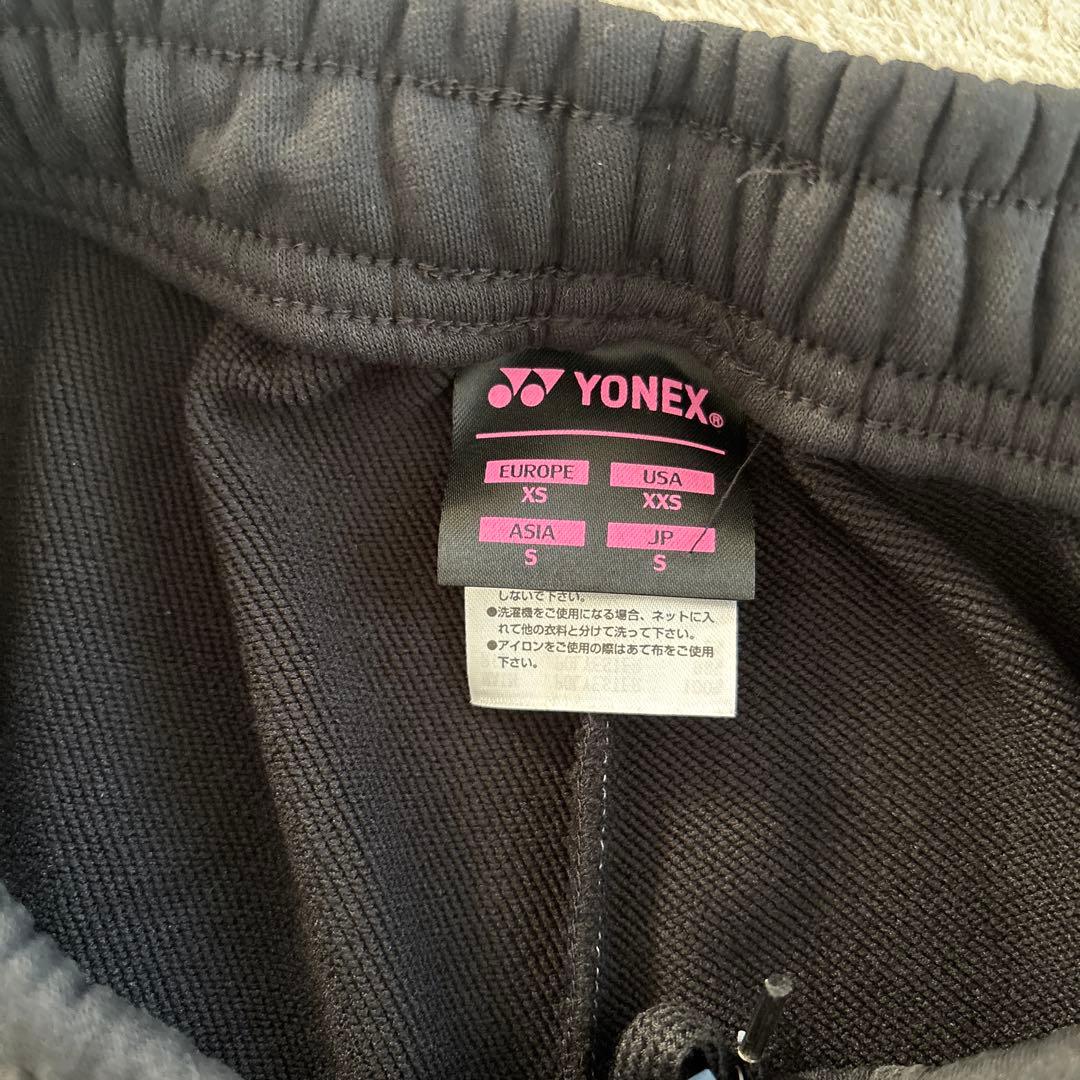 YONEX®
EUROPE USA
XS XXS
ASIA JP
S S
しないで下さい。
●洗濯機をご使用になる場合、ネットに入
れて他の衣料と分けて洗って下さい。
●アイロンをご使用の際はあて布をご使用
下さい。